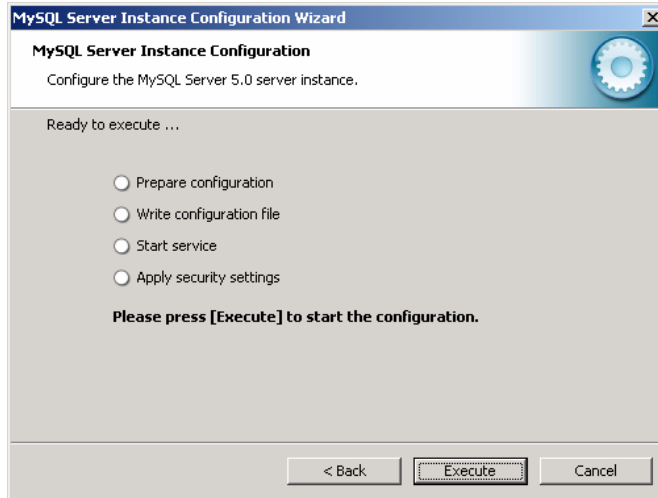 MySQL Server Instance Configuration Wizard
MySQL Server Instance Configuration
Configure the MySQL Server 5.0 server instance.
Ready to execute ...
Prepare configuration
Write configuration file
Start service
Apply security settings
Please press [Execute] to start the configuration.
< Back Execute Cancel